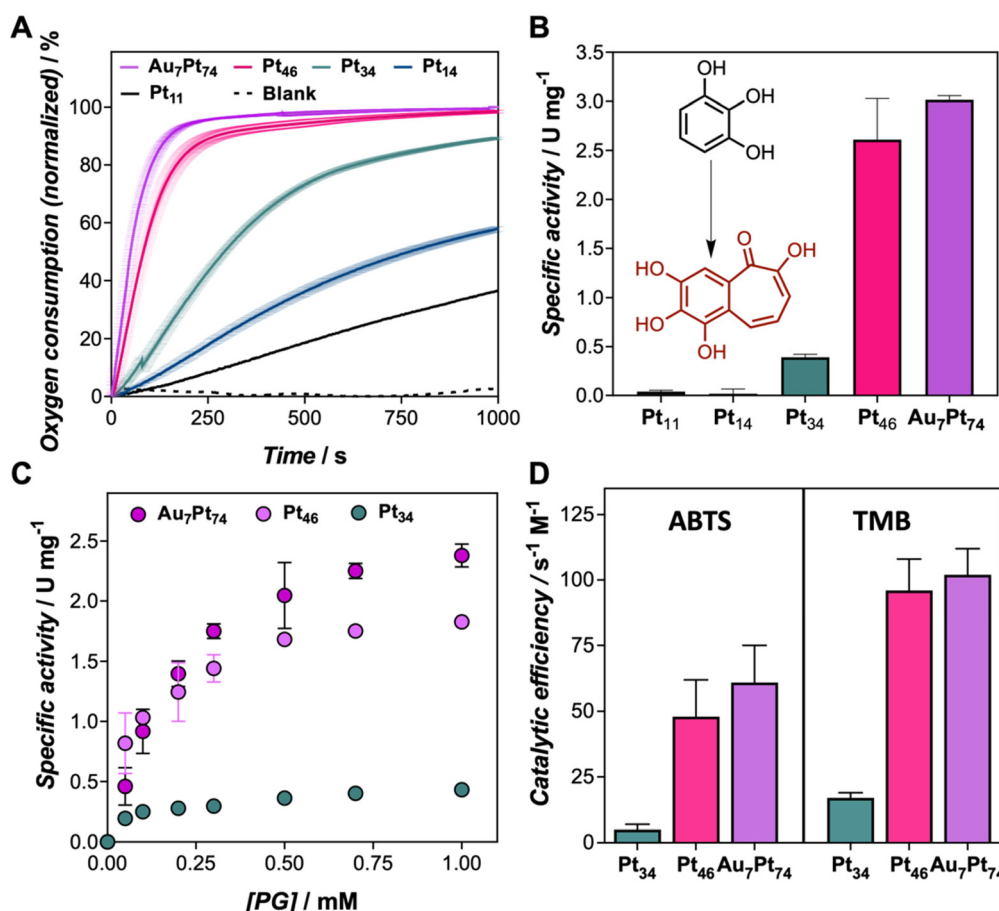 A
Oxygen consumption (normalized) / %
Au₇Pt₇₄ Pt₄₆ Pt₃₄ Pt₁₄
Pt₁₁ Blank
100
80
60
40
20
0
0 250 500 750 1000
Time / s
B
Specific activity / U mg⁻¹
3.5
3.0
2.5
2.0
1.5
1.0
0.5
0.0
OH
OH
OH
O
OH
HO
HO
OH
Pt₁₁ Pt₁₄ Pt₃₄ Pt₄₆ Au₇Pt₇₄
C
Specific activity / U mg⁻¹
Au₇Pt₇₄ Pt₄₆ Pt₃₄
2.5
2.0
1.5
1.0
0.5
0.0
0.00 0.25 0.50 0.75 1.00
[PG] / mM
D
Catalytic efficiency / s⁻¹ M⁻¹
ABTS TMB
125
100
75
50
25
0
Pt₃₄ Pt₄₆ Au₇Pt₇₄ Pt₃₄ Pt₄₆ Au₇Pt₇₄